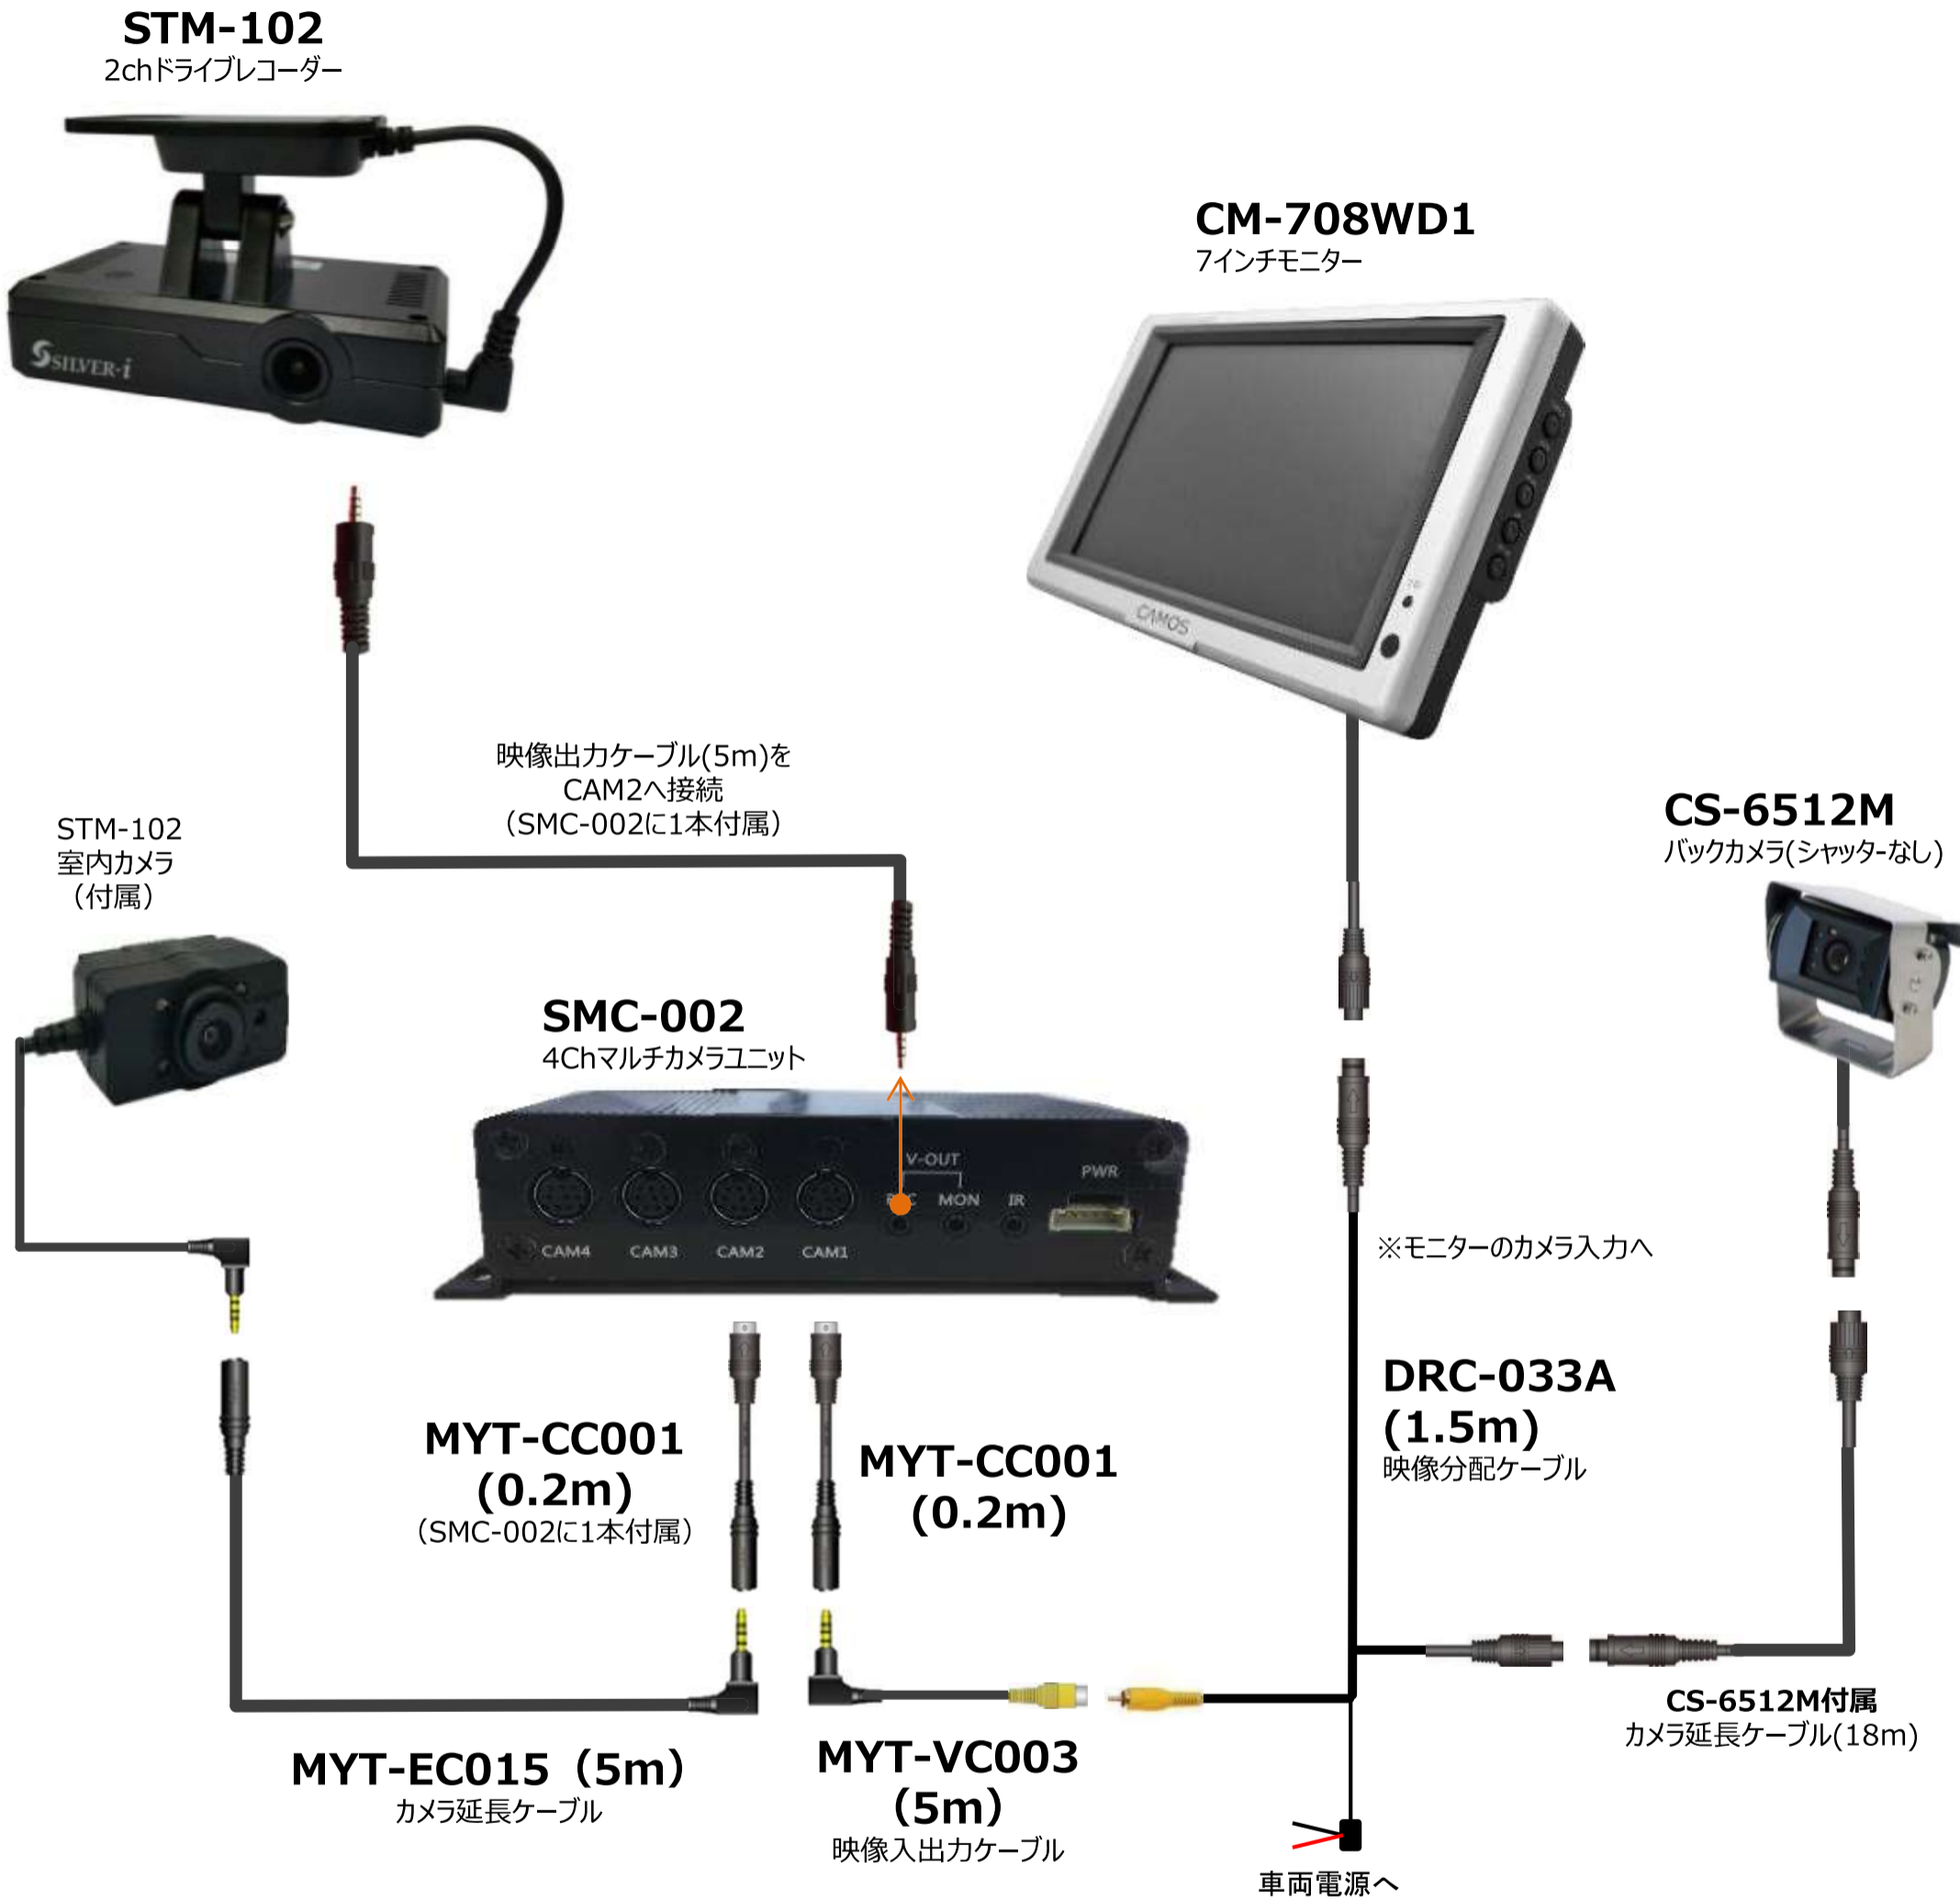 STM-102
2chドライブレコーダー
SSILVER-i
CM-708WD1
7インチモニター
CAMOS
映像出力ケーブル(5m)を
CAM2へ接続
（SMC-002に1本付属）
STM-102
室内カメラ
（付属）
CS-6512M
バックカメラ(シャッターなし)
SMC-002
4Chマルチカメラユニット
V-OUT
PWR
MON
IR
CAM4
CAM3
CAM2
CAM1
※モニターのカメラ入力へ
DRC-033A
(1.5m)
映像分配ケーブル
MYT-CC001
(0.2m)
（SMC-002に1本付属）
MYT-CC001
(0.2m)
CS-6512M付属
カメラ延長ケーブル(18m)
MYT-EC015（5m）
カメラ延長ケーブル
MYT-VC003
（5m）
映像入出力ケーブル
車両電源へ